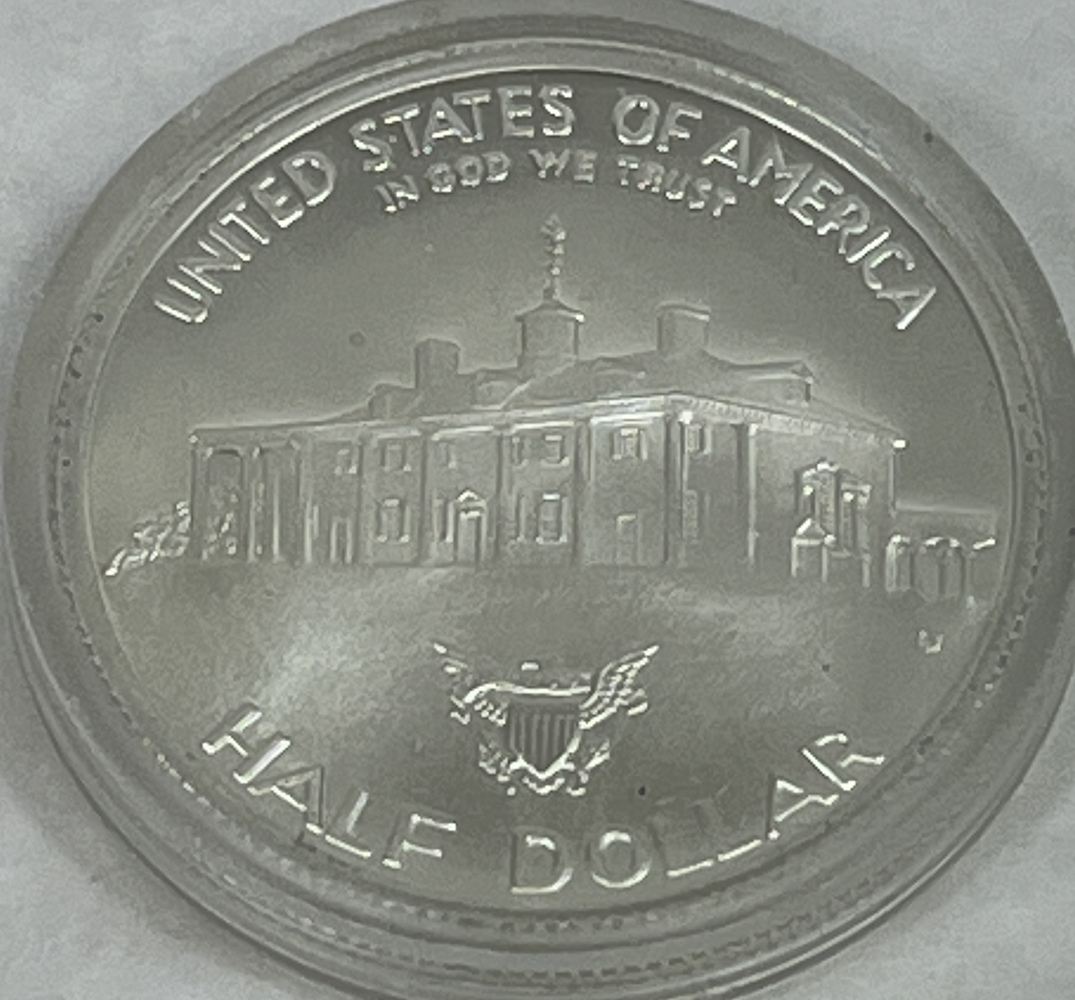 UNITED STATES OF AMERICA
IN GOD WE TRUST
HALF DOLLAR